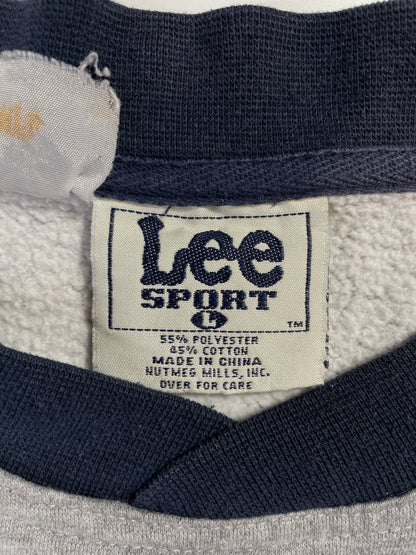 Lee
SPORT
L
TM
55% POLYESTER
45% COTTON
MADE IN CHINA
NUTMEG MILLS, INC.
OVER FOR CARE